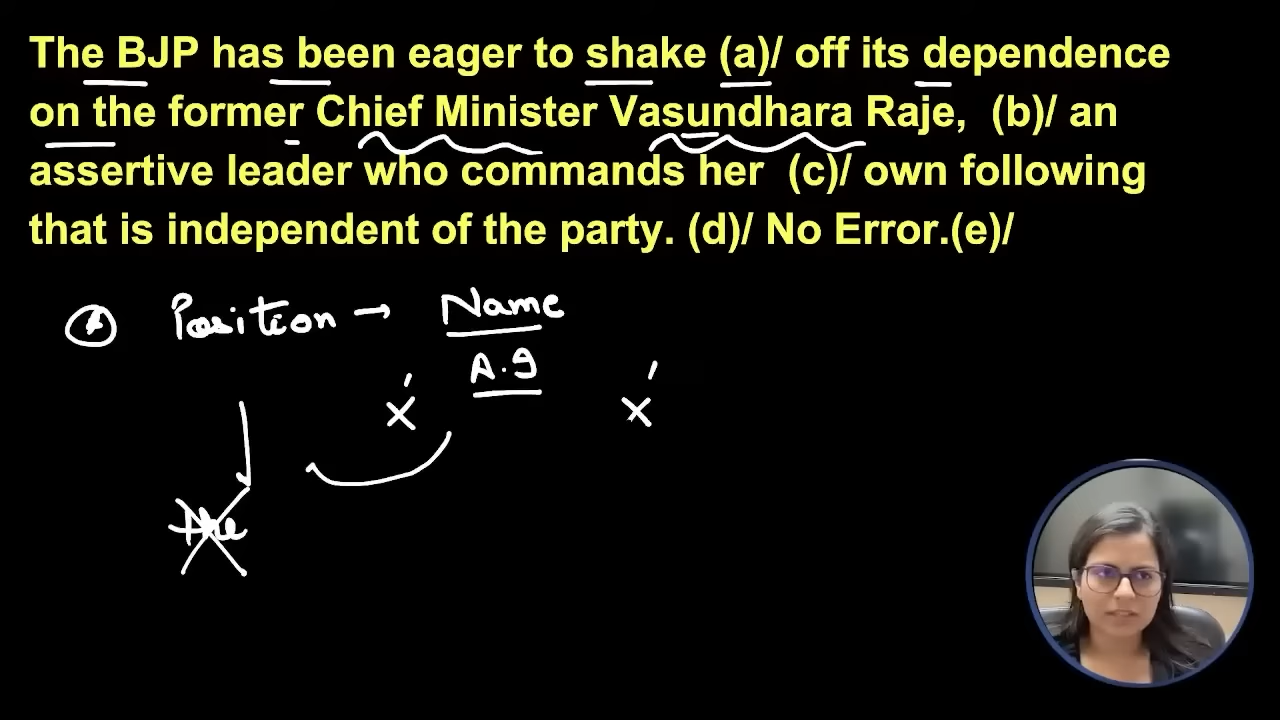 The BJP has been eager to shake (a)/ off its dependence
on the former Chief Minister Vasundhara Raje,  (b)/ an
assertive leader who commands her  (c)/ own following
that is independent of the party. (d)/ No Error.(e)/
Position → Name
A.g
x' x'
the